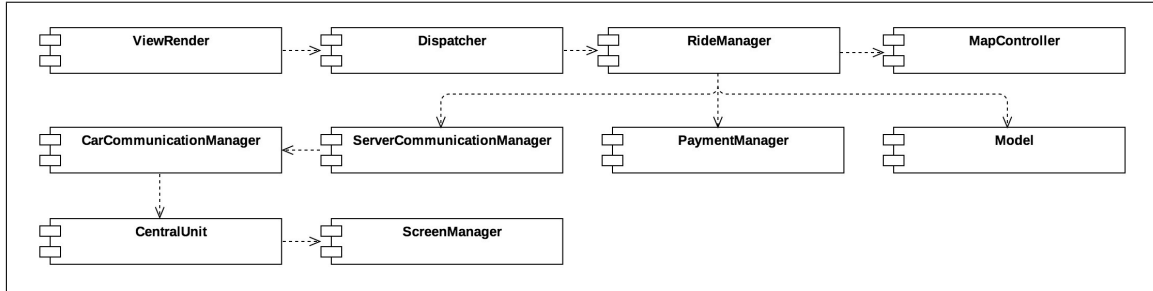 ViewRender
Dispatcher
RideManager
MapController
CarCommunicationManager
ServerCommunicationManager
PaymentManager
Model
CentralUnit
ScreenManager